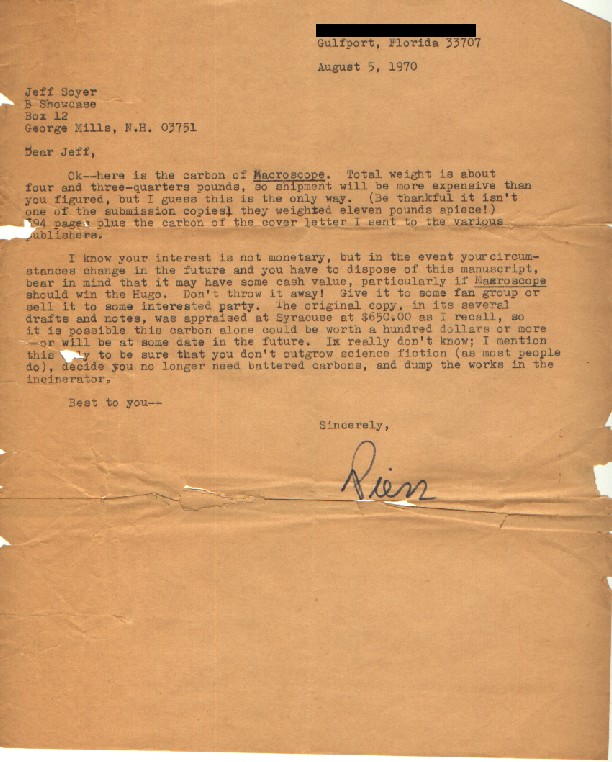 Gulfport, Florida 33707
August 5, 1970
Jeff Soyer
B Showcase
Box 12
George Mills, N.H. 03751
Dear Jeff,
Ok--here is the carbon of Macroscope. Total weight is about
four and three-quarters pounds, so shipment will be more expensive than
you figured, but I guess this is the only way. (Be thankful it isn't
one of the submission copies; they weighted eleven pounds apiece!)
94 pages plus the carbon of the cover letter I sent to the various
publishers.
I know your interest is not monetary, but in the event yourcircum-
stances change in the future and you have to dispose of this manuscript,
bear in mind that it may have some cash value, particularly if Macroscope
should win the Hugo. Don't throw it away! Give it to some fan group or
sell it to some interested party. The original copy, in its several
drafts and notes, was appraised at Syracuse at $650.00 as I recall, so
it is possible this carbon alone could be worth a hundred dollars or more
--or will be at some date in the future. I really don't know; I mention
this to be sure that you don't outgrow science fiction (as most people
do), decide you no longer need battered carbons, and dump the works in the
incinerator.
Best to you--
Sincerely,
Piers